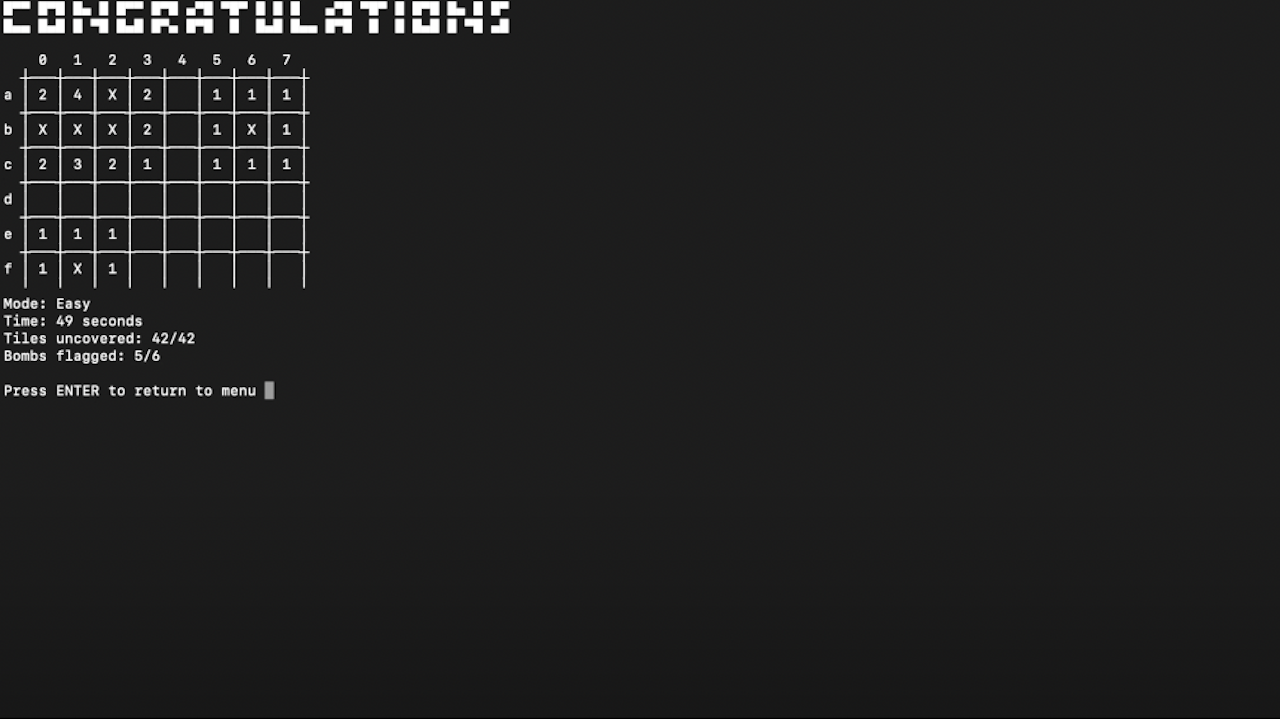 CONGRATULATIONS
0 1 2 3 4 5 6 7
a 2 4 X 2 1 1 1
b X X X 2 1 X 1
c 2 3 2 1 1 1 1
d
e 1 1 1
f 1 X 1
Mode: Easy
Time: 49 seconds
Tiles uncovered: 42/42
Bombs flagged: 5/6
Press ENTER to return to menu